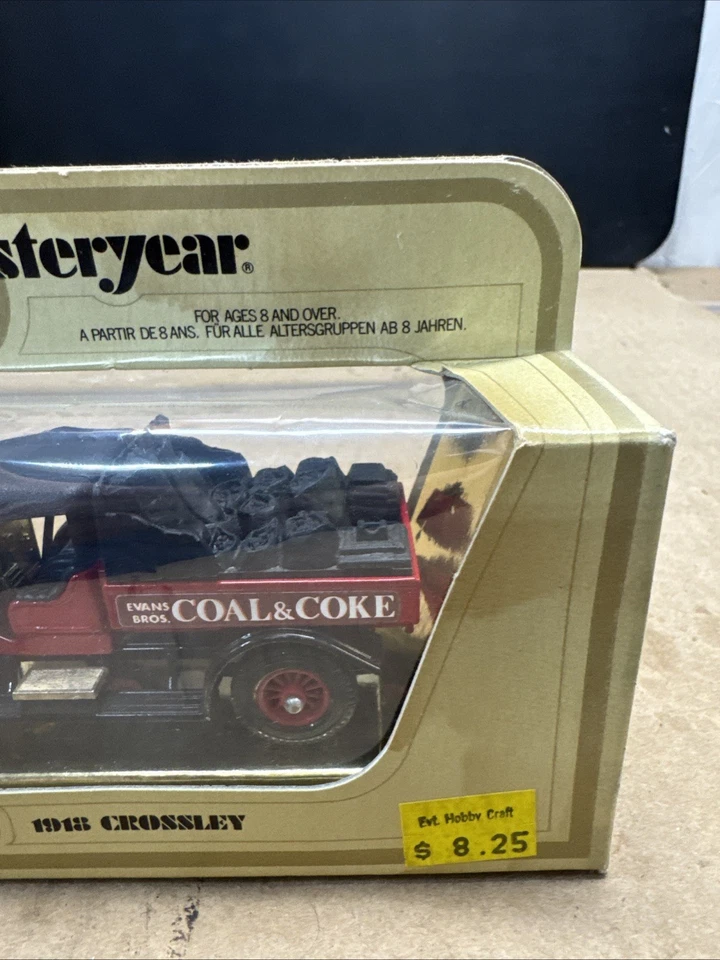 steryear®
FOR AGES 8 AND OVER.
A PARTIR DE 8 ANS. FÜR ALLE ALTERSGRUPPEN AB 8 JAHREN.
EVANS BROS. COAL & COKE
1918 CROSSLEY
Evt. Hobby Craft
$ 8.25